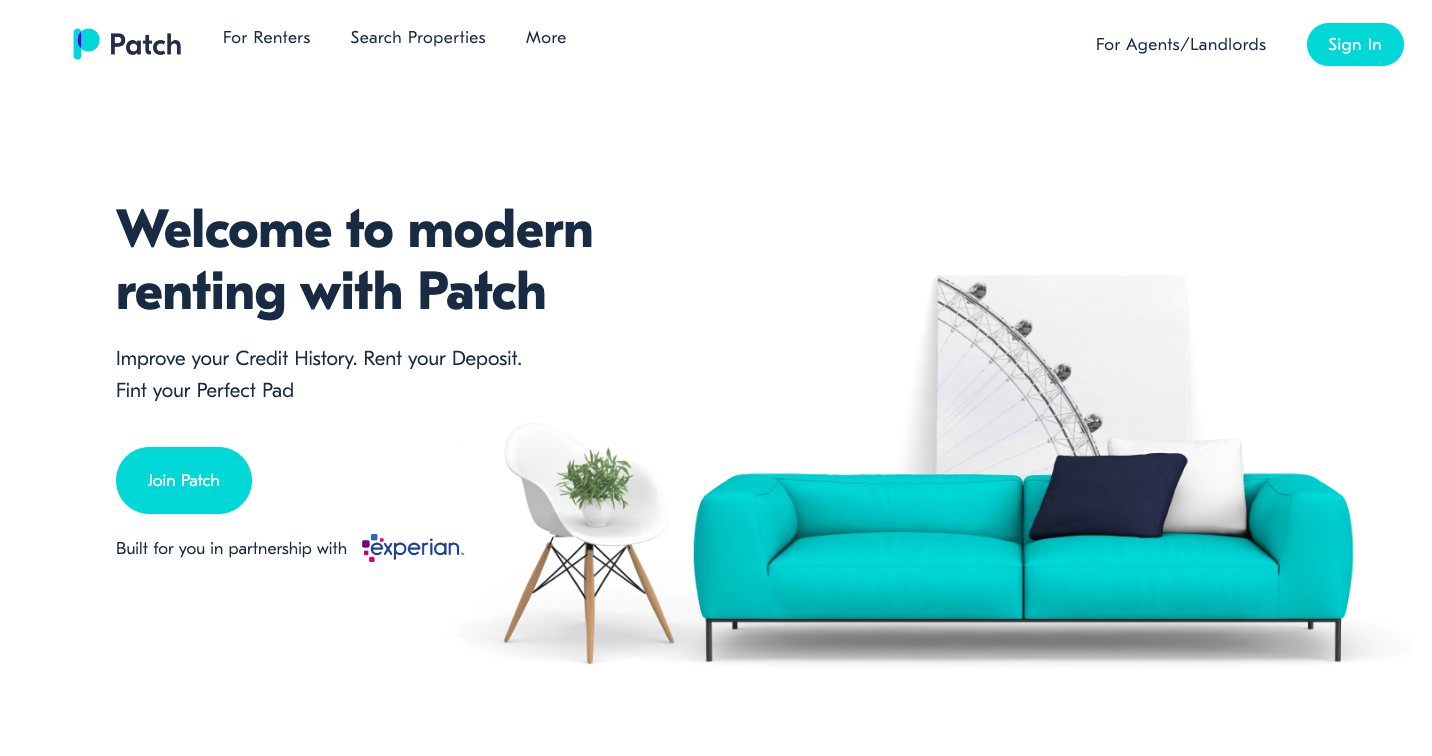 Patch
For Renters
Search Properties
More
For Agents/Landlords
Sign In
Welcome to modern
renting with Patch
Improve your Credit History. Rent your Deposit.
Fint your Perfect Pad
Join Patch
Built for you in partnership with
experian